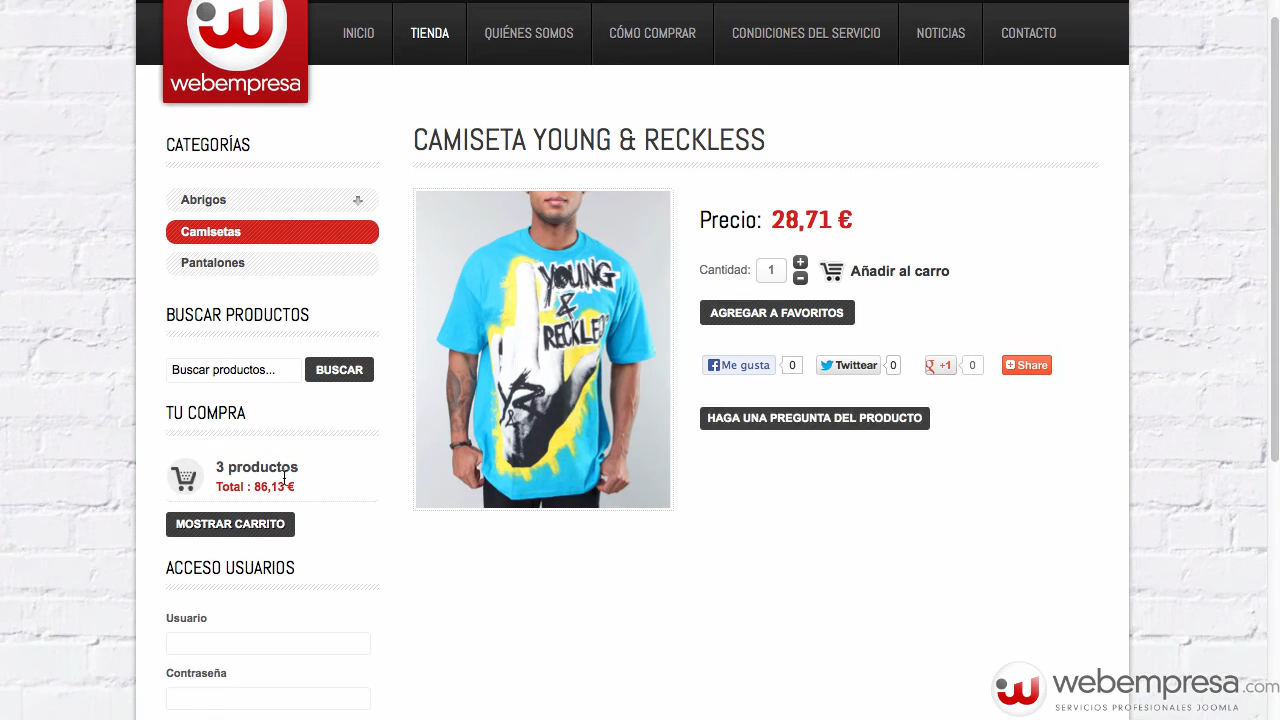 webempresa
INICIO
TIENDA
QUIÉNES SOMOS
CÓMO COMPRAR
CONDICIONES DEL SERVICIO
NOTICIAS
CONTACTO
CATEGORÍAS
Abrigos
Camisetas
Pantalones
BUSCAR PRODUCTOS
Buscar productos...
BUSCAR
TU COMPRA
3 productos
Total : 86,13 €
MOSTRAR CARRITO
ACCESO USUARIOS
Usuario
Contraseña
CAMISETA YOUNG & RECKLESS
YOUNG
&
RECKLESS
Y&R
Precio: 28,71 €
Cantidad: 1 + - Añadir al carro
AGREGAR A FAVORITOS
Me gusta 0 Twittear 0 g +1 0 Share
HAGA UNA PREGUNTA DEL PRODUCTO
webempresa.com
SERVICIOS PROFESIONALES JOOMLA